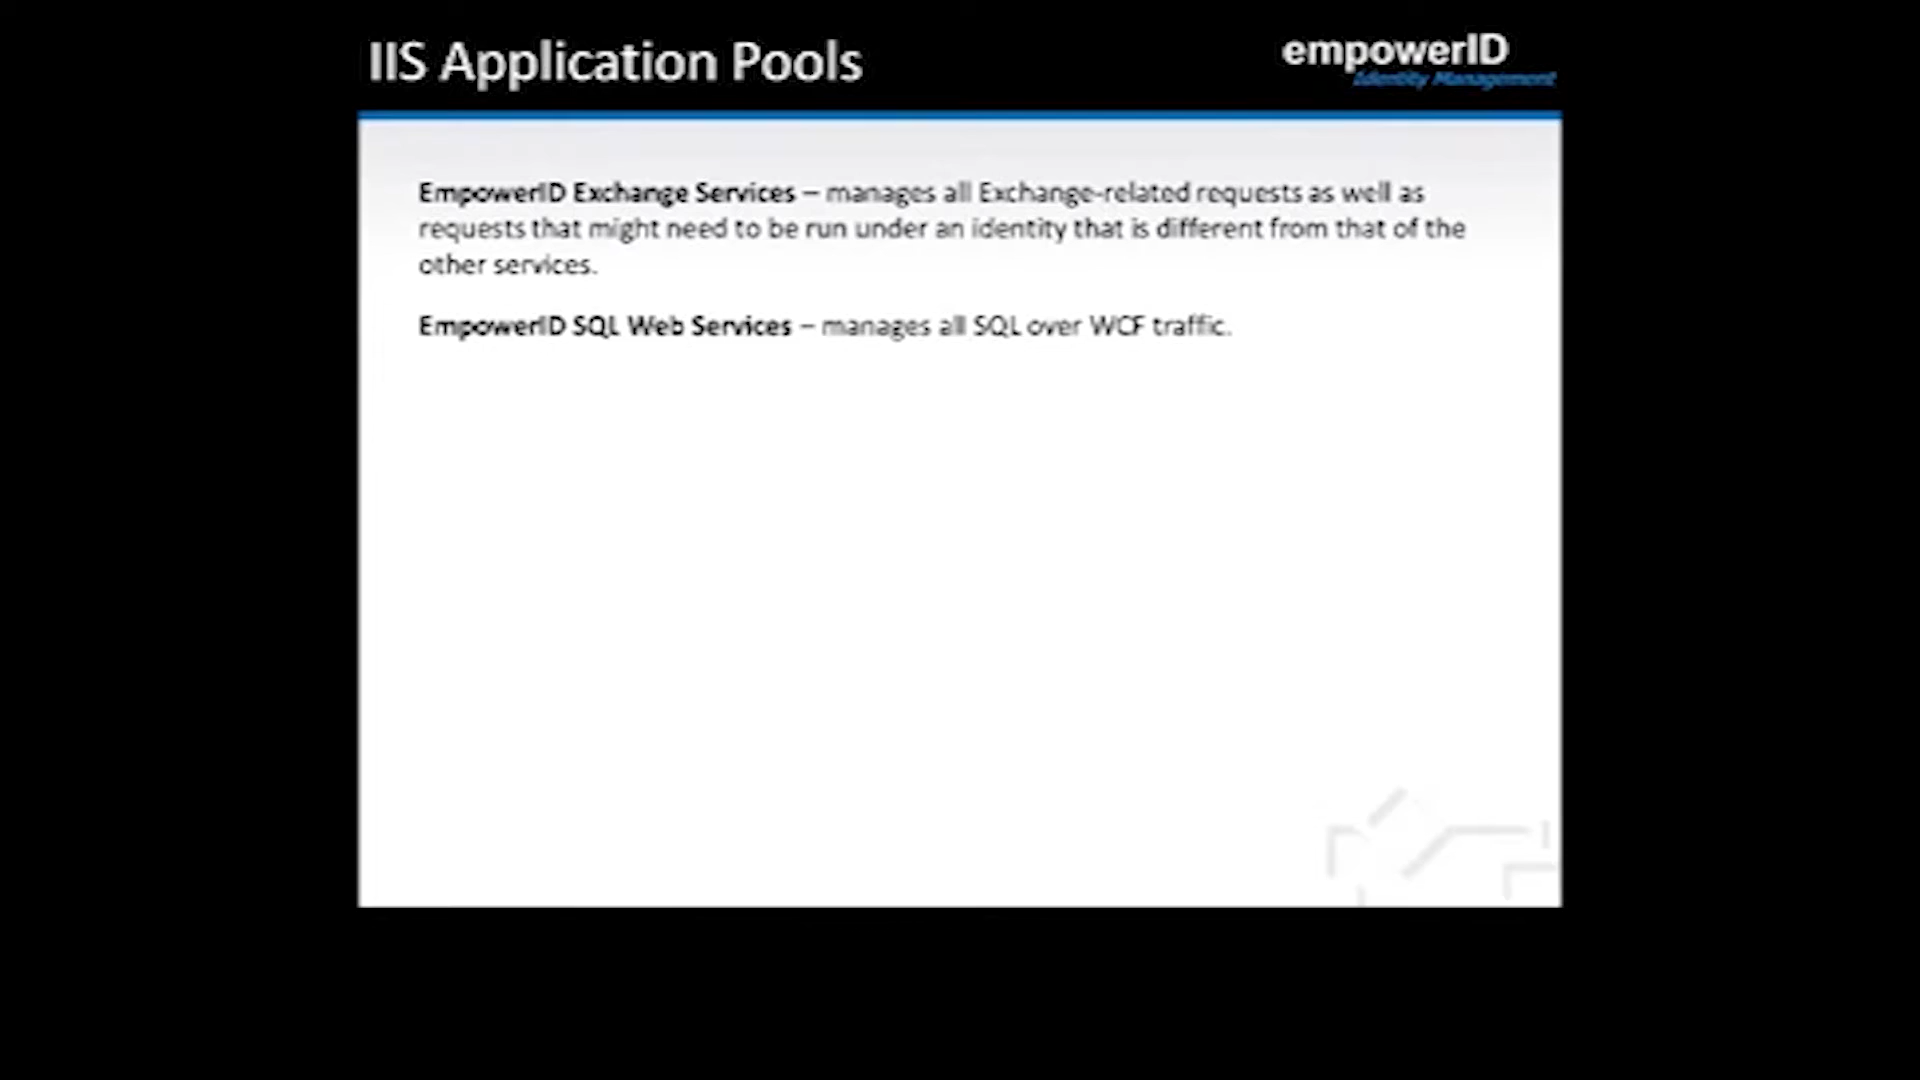 IIS Application Pools
empowerID
Identity Management
EmpowerID Exchange Services – manages all Exchange-related requests as well as
requests that might need to be run under an identity that is different from that of the
other services.
EmpowerID SQL Web Services – manages all SQL over WCF traffic.